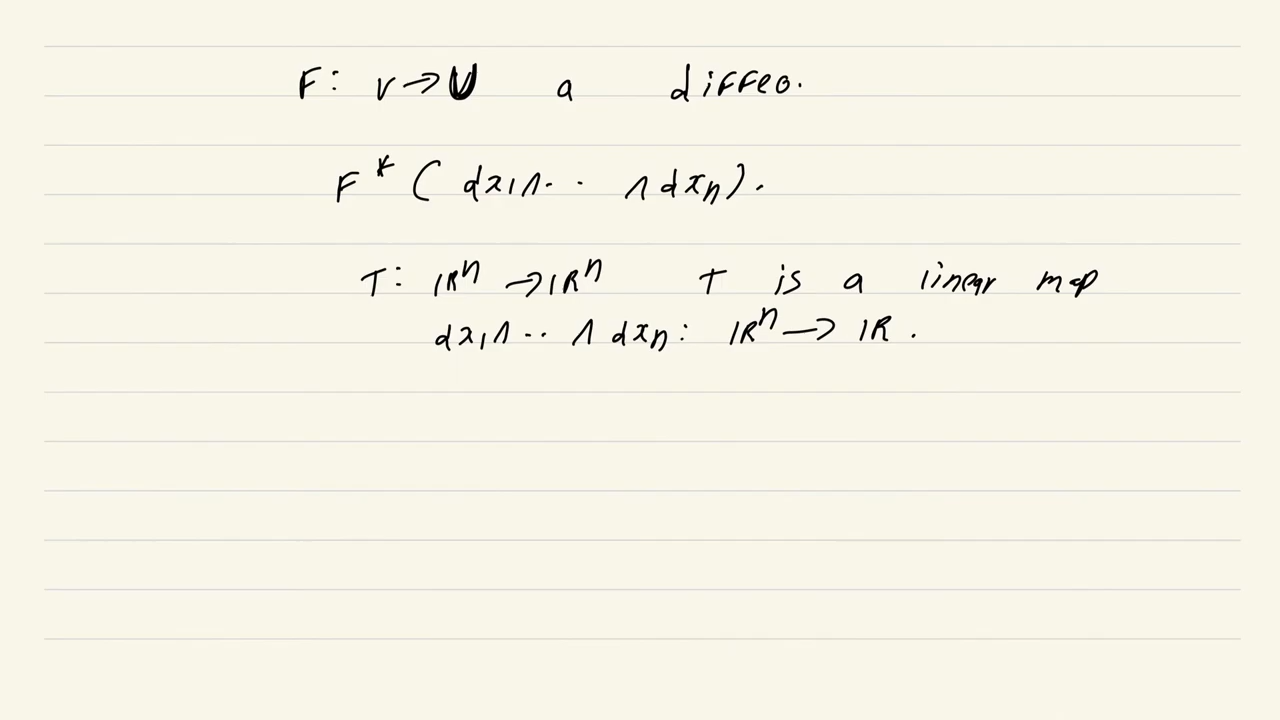 F: V → U a diffeo.
F* ( dx₁∧ · · ∧ dxₙ ).
T: ℝⁿ → ℝⁿ T is a linear map
dx₁∧ ·· ∧ dxₙ: ℝⁿ → ℝ.